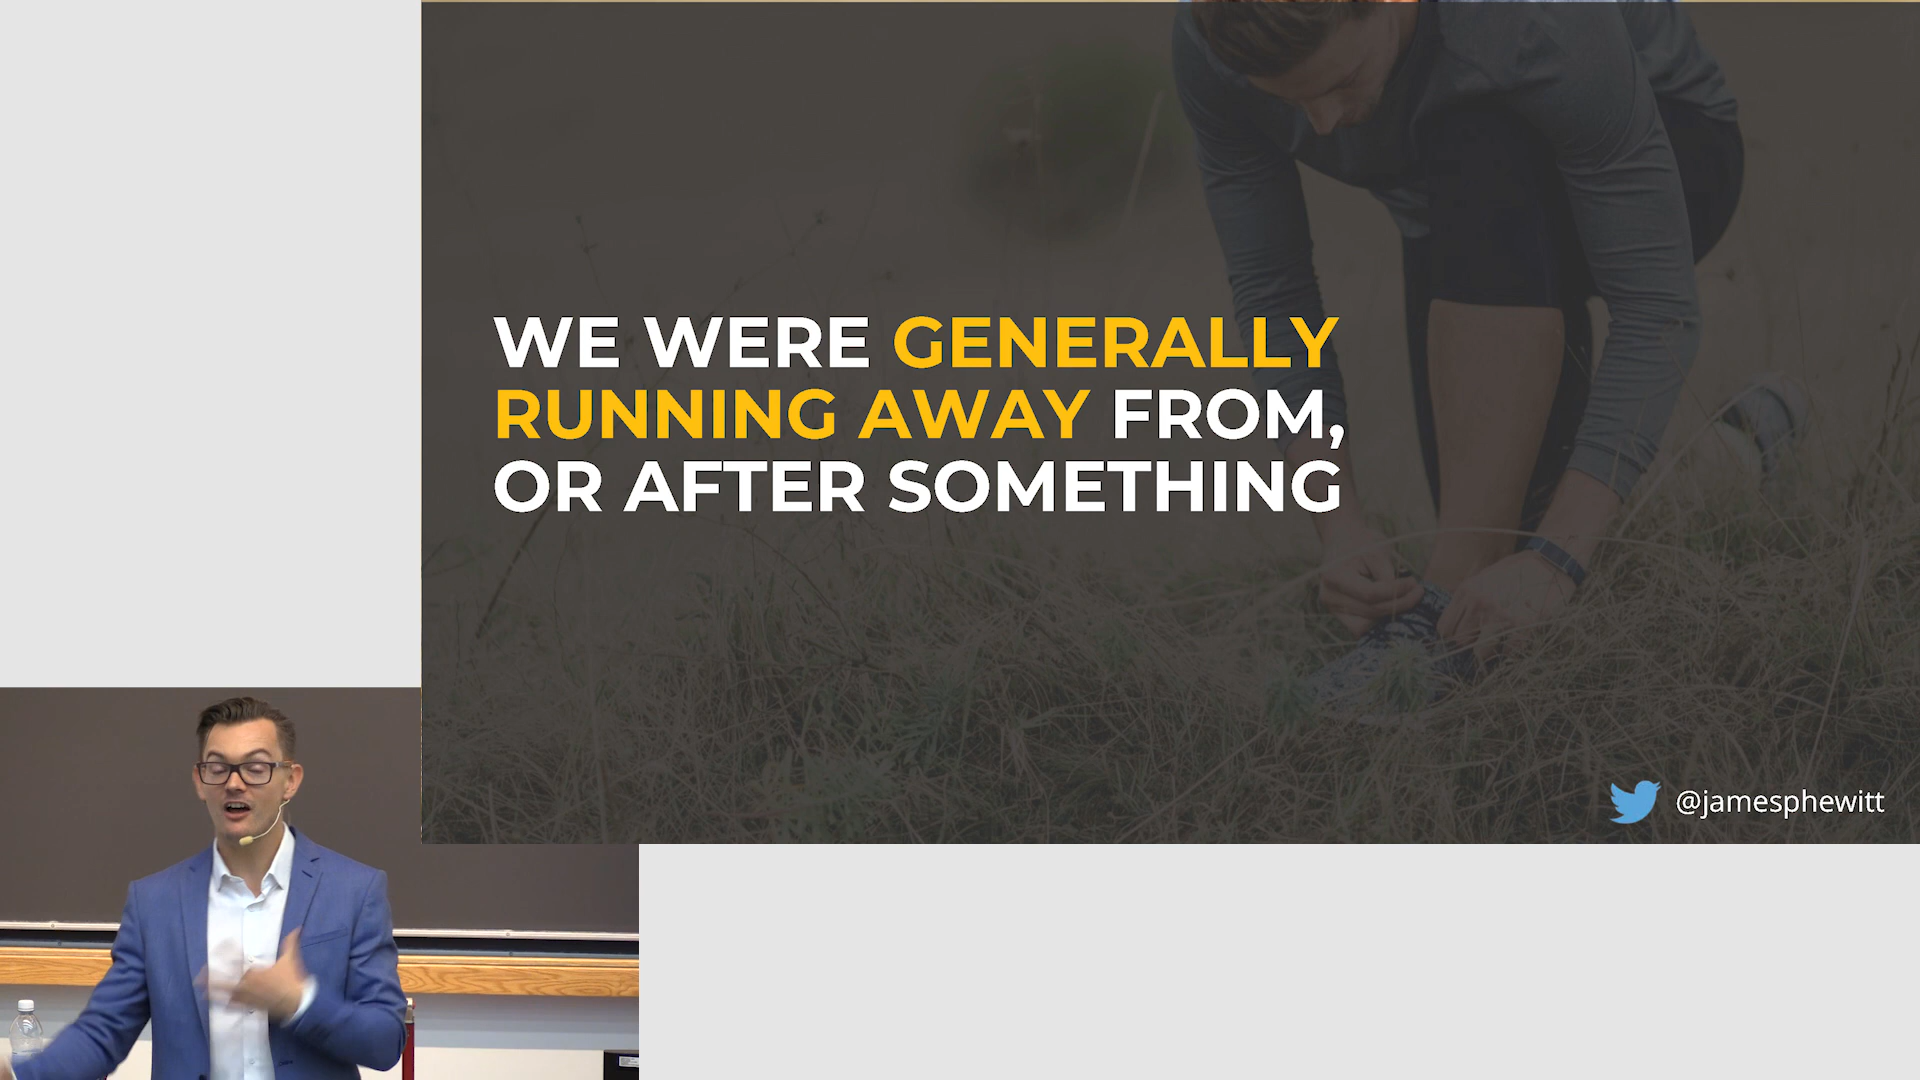 WE WERE GENERALLY
RUNNING AWAY FROM,
OR AFTER SOMETHING
@jamesphewitt